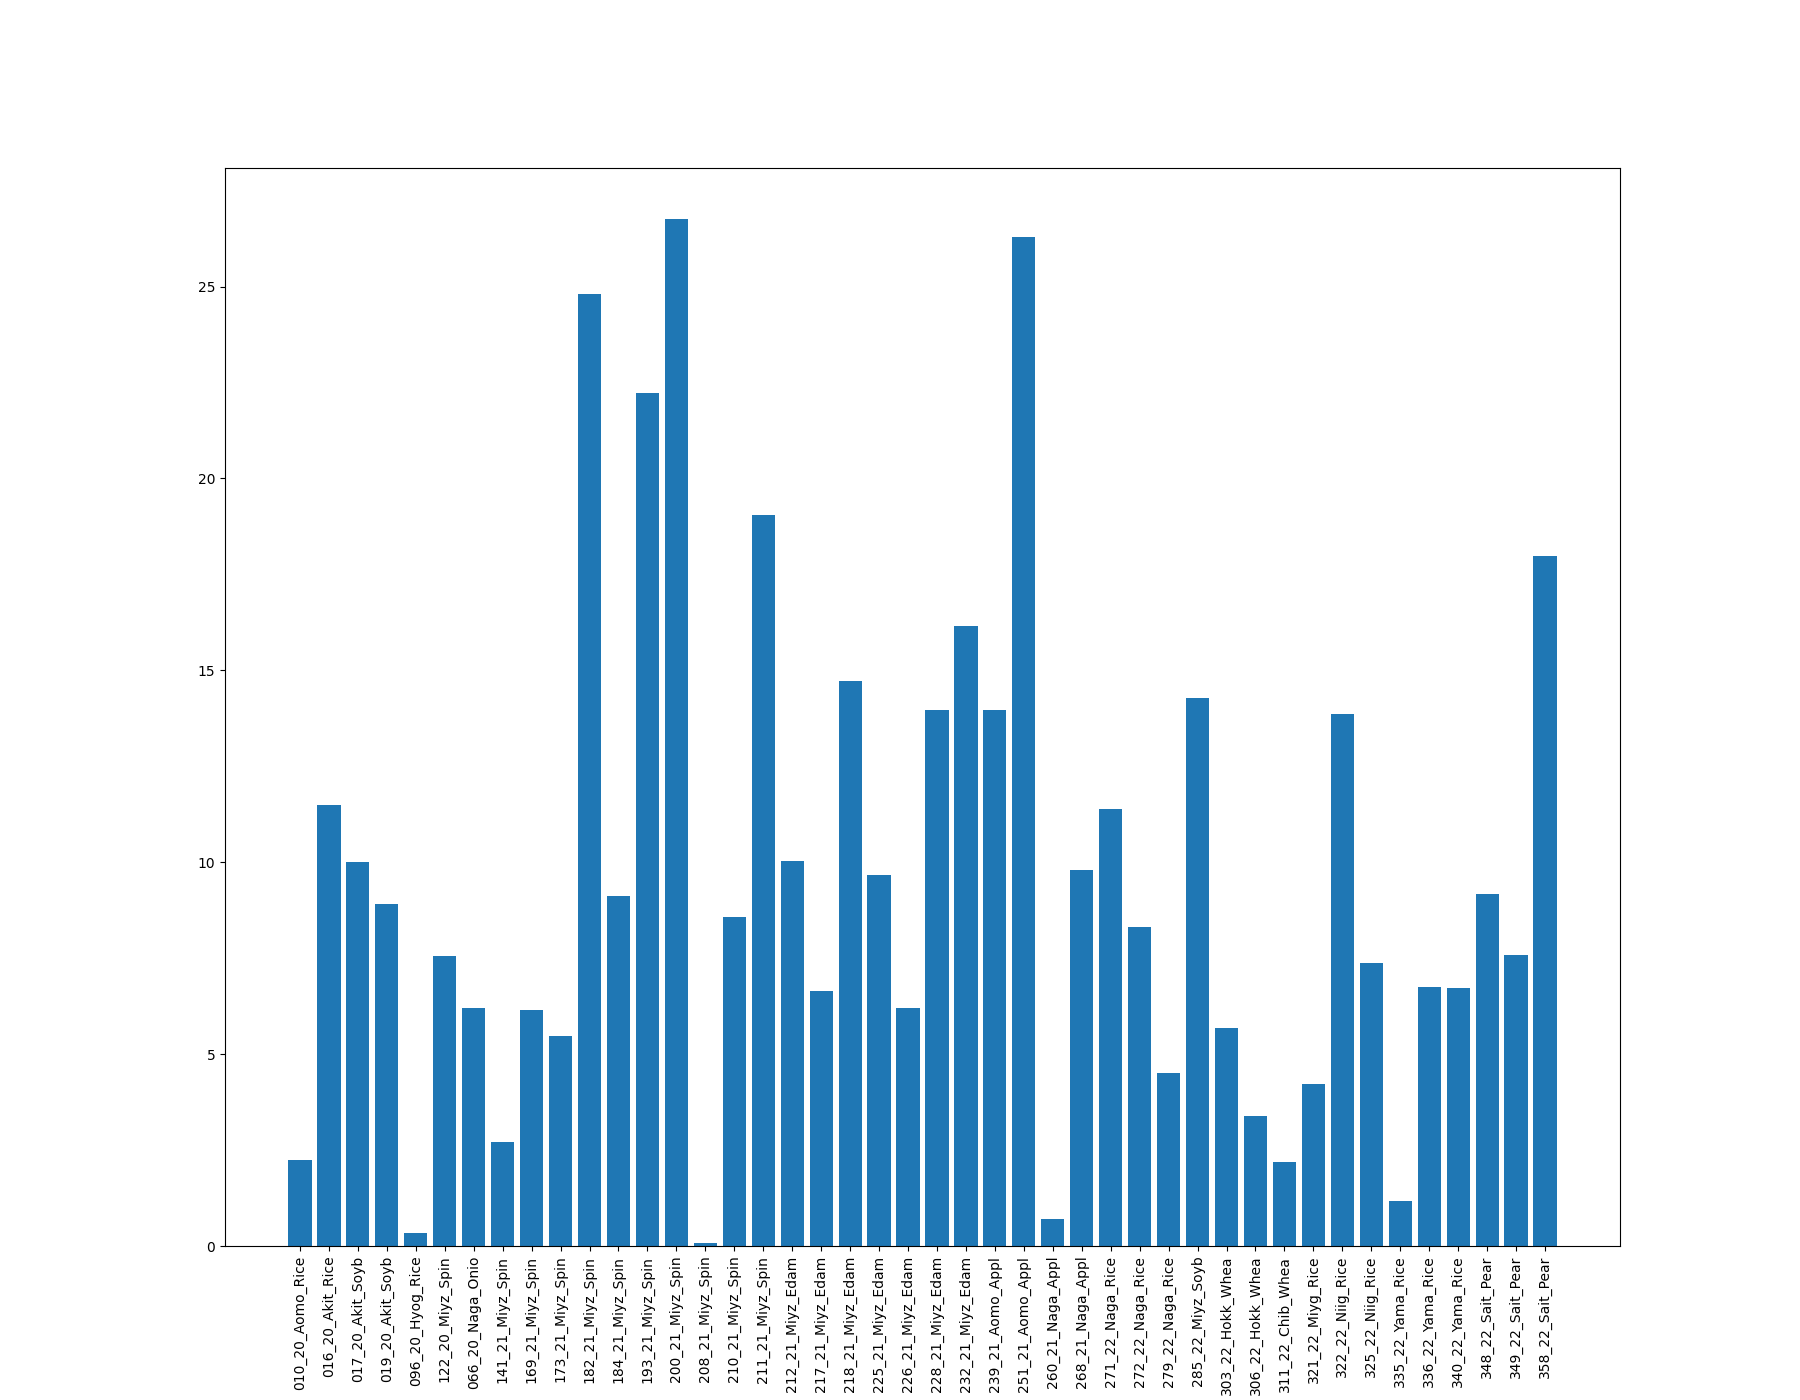 25
20
15
10
5
0
010_20_Aomo_Rice
016_20_Akit_Rice
017_20_Akit_Soyb
019_20_Akit_Soyb
096_20_Hyog_Rice
122_20_Miyz_Spin
066_20_Naga_Onio
141_21_Miyz_Spin
169_21_Miyz_Spin
173_21_Miyz_Spin
182_21_Miyz_Spin
184_21_Miyz_Spin
193_21_Miyz_Spin
200_21_Miyz_Spin
208_21_Miyz_Spin
210_21_Miyz_Spin
211_21_Miyz_Spin
212_21_Miyz_Edam
217_21_Miyz_Edam
218_21_Miyz_Edam
225_21_Miyz_Edam
226_21_Miyz_Edam
228_21_Miyz_Edam
232_21_Miyz_Edam
239_21_Aomo_Appl
251_21_Aomo_Appl
260_21_Naga_Appl
268_21_Naga_Appl
271_22_Naga_Rice
272_22_Naga_Rice
279_22_Naga_Rice
285_22_Miyz_Soyb
303_22_Hokk_Whea
306_22_Hokk_Whea
311_22_Chib_Whea
321_22_Miyg_Rice
322_22_Niig_Rice
325_22_Niig_Rice
335_22_Yama_Rice
336_22_Yama_Rice
340_22_Yama_Rice
348_22_Sait_Pear
349_22_Sait_Pear
358_22_Sait_Pear